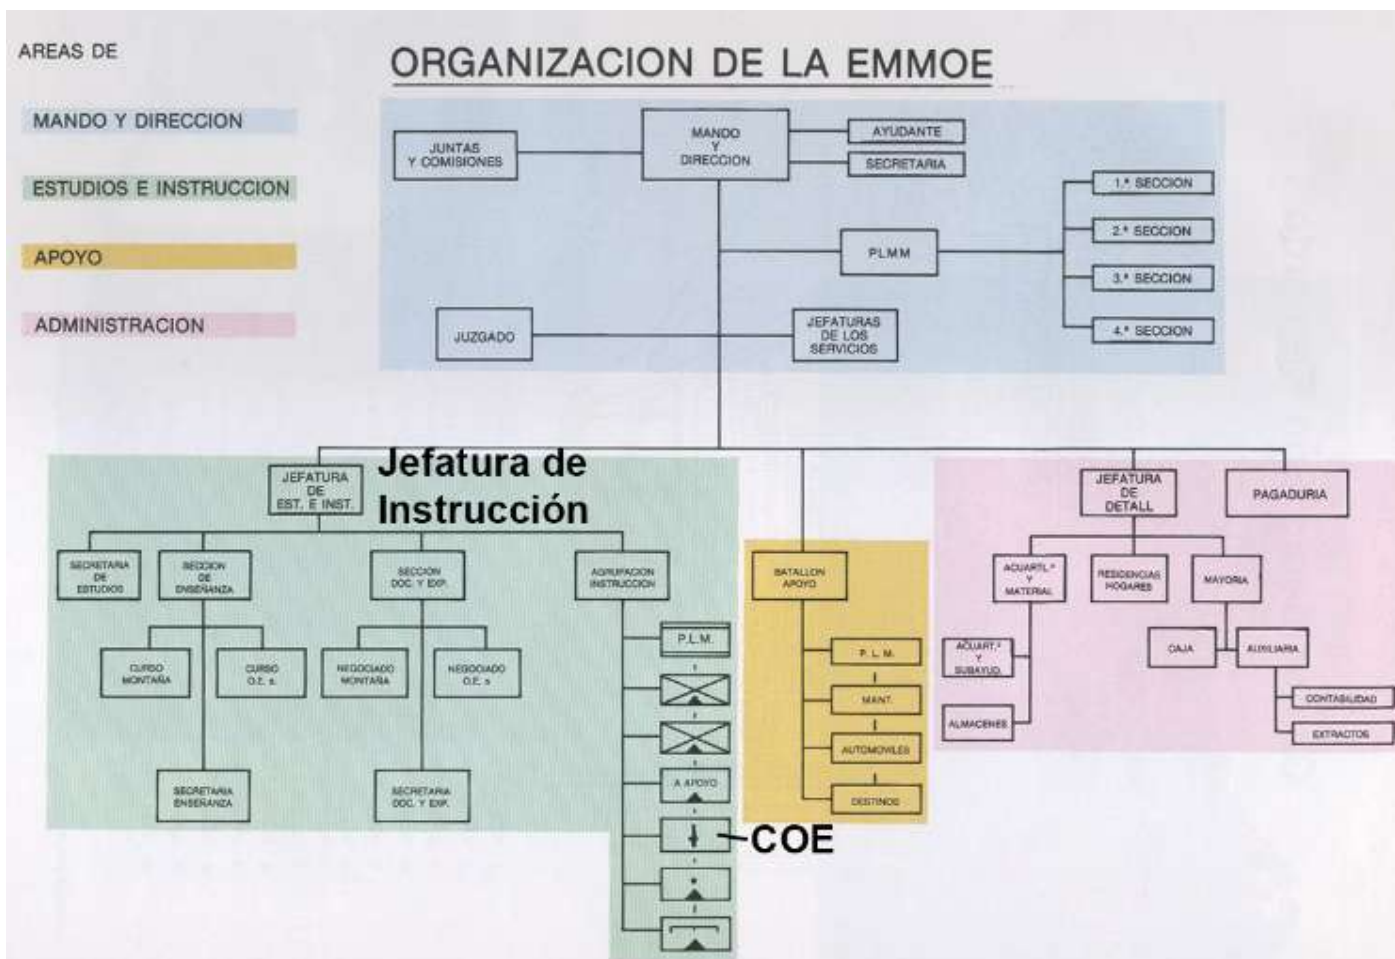 AREAS DE
ORGANIZACION DE LA EMMOE
MANDO Y DIRECCION
ESTUDIOS E INSTRUCCION
APOYO
ADMINISTRACION
JUNTAS
Y COMISIONES
MANDO
Y
DIRECCION
AYUDANTE
SECRETARIA
P.L.M.M
1.ª SECCION
2.ª SECCION
3.ª SECCION
4.ª SECCION
JUZGADO
JEFATURAS
DE LOS
SERVICIOS
JEFATURA
DE
EST. E INST.
Jefatura de
Instrucción
SECRETARIA
DE
ESTUDIOS
SECCION
DE
ENSEÑANZA
SECCION
DOC. Y EXP.
AGRUPACION
INSTRUCCION
CURSO
MONTAÑA
CURSO
O.E. s.
NEGOCIADO
MONTAÑA
NEGOCIADO
O.E. s
SECRETARIA
ENSEÑANZA
SECRETARIA
DOC. Y EXP.
P.L.M.
A APOYO
COE
BATALLON
APOYO
P. L. M.
MANT.
AUTOMOVILES
DESTINOS
JEFATURA
DE
DETALL
PAGADURIA
ACUARTL.º
Y
MATERIAL
RESIDENCIAS
HOGARES
MAYORIA
ACUART.º
Y
SUBAYUD.
ALMACENES
CAJA
AUXILIARIA
CONTABILIDAD
EXTRACTOS